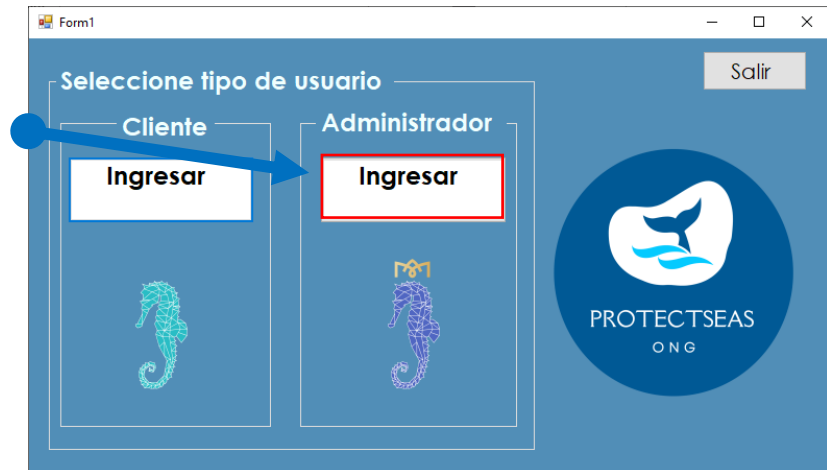 Form1
Salir
Seleccione tipo de usuario
Cliente
Administrador
Ingresar
Ingresar
PROTECTSEAS
ONG